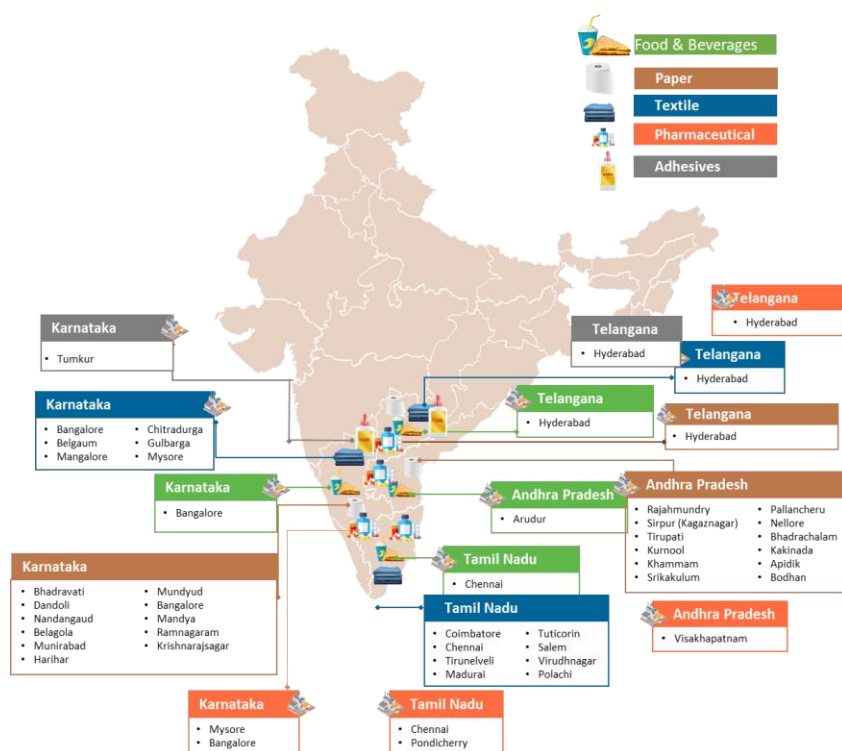 Food & Beverages
Paper
Textile
Pharmaceutical
Adhesives
Telangana
• Hyderabad
Karnataka
• Tumkur
Telangana
• Hyderabad
Telangana
• Hyderabad
Karnataka
• Bangalore
• Belgaum
• Mangalore
• Chitradurga
• Gulbarga
• Mysore
Telangana
• Hyderabad
Telangana
• Hyderabad
Karnataka
• Bangalore
Andhra Pradesh
• Arudur
Andhra Pradesh
• Rajahmundry
• Sirpur (Kagaznagar)
• Tirupati
• Kurnool
• Khammam
• Srikakulam
• Pallancheru
• Nellore
• Bhadrachalam
• Kakinada
• Apidik
• Bodhan
Karnataka
• Bhadravati
• Dandoli
• Nandangaud
• Belagola
• Munirabad
• Harihar
• Mundyud
• Bangalore
• Mandya
• Ramnagaram
• Krishnarajsagar
Tamil Nadu
• Chennai
Tamil Nadu
• Coimbatore
• Chennai
• Tirunelveli
• Madurai
• Tuticorin
• Salem
• Virudhnagar
• Polachi
Andhra Pradesh
• Visakhapatnam
Karnataka
• Mysore
• Bangalore
Tamil Nadu
• Chennai
• Pondicherry